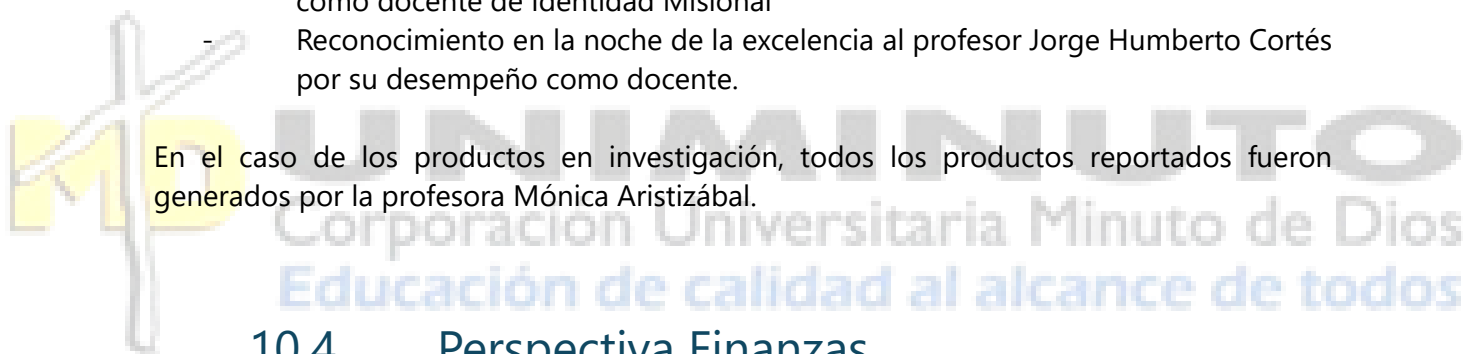 como docente de Identidad Misional
- Reconocimiento en la noche de la excelencia al profesor Jorge Humberto Cortés
por su desempeño como docente.
MD UNIMINUTO
En el caso de los productos en investigación, todos los productos reportados fueron
generados por la profesora Mónica Aristizábal.
Corporación Universitaria Minuto de Dios
Educación de calidad al alcance de todos
10.4 Perspectiva Finanzas